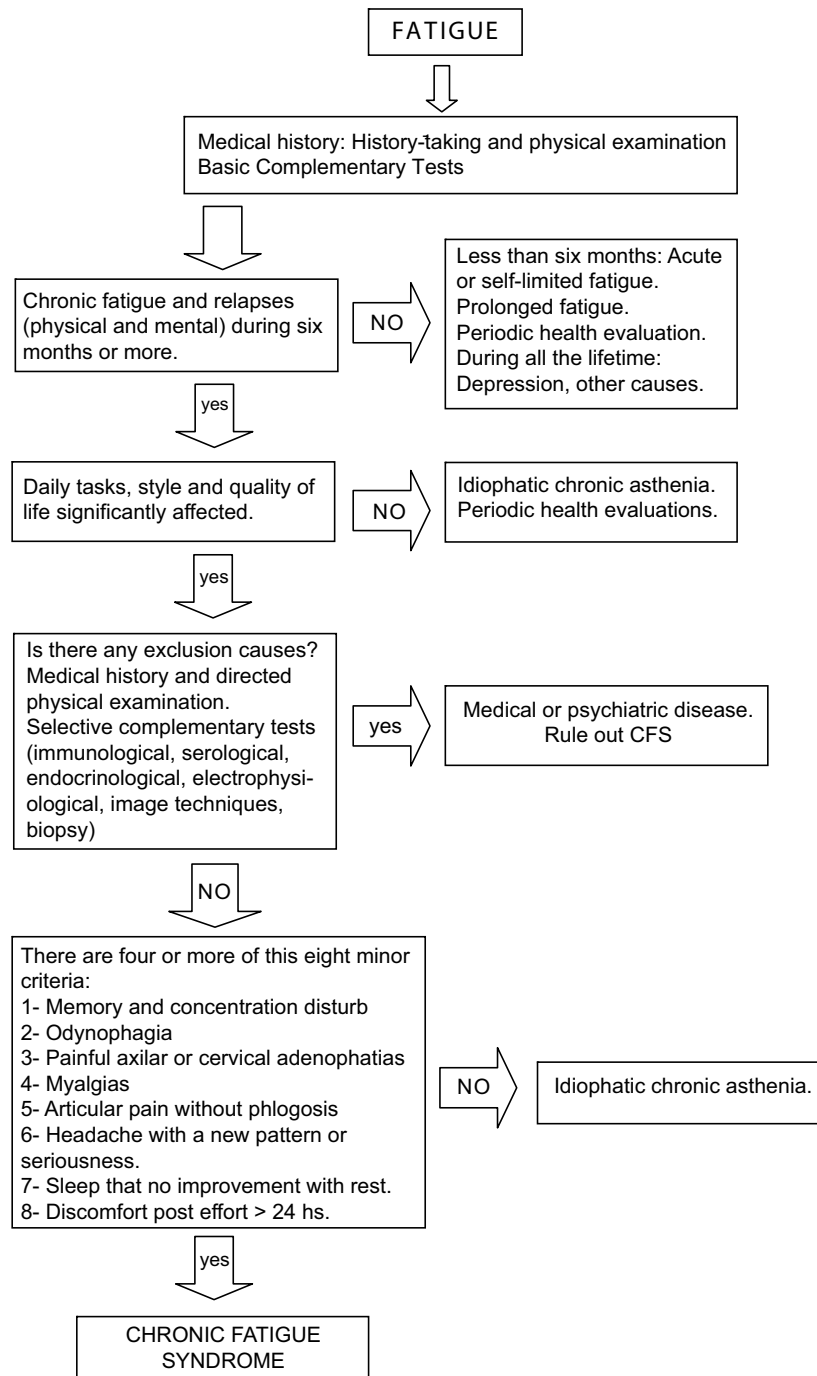 FATIGUE
Medical history: History-taking and physical examination
Basic Complementary Tests
Chronic fatigue and relapses
(physical and mental) during six
months or more.
NO
Less than six months: Acute
or self-limited fatigue.
Prolonged fatigue.
Periodic health evaluation.
During all the lifetime:
Depression, other causes.
yes
Daily tasks, style and quality of
life significantly affected.
NO
Idiophatic chronic asthenia.
Periodic health evaluations.
yes
Is there any exclusion causes?
Medical history and directed
physical examination.
Selective complementary tests
(immunological, serological,
endocrinological, electrophysi-
ological, image techniques,
biopsy)
yes
Medical or psychiatric disease.
Rule out CFS
NO
There are four or more of this eight minor
criteria:
1- Memory and concentration disturb
2- Odynophagia
3- Painful axilar or cervical adenophatias
4- Myalgias
5- Articular pain without phlogosis
6- Headache with a new pattern or
seriousness.
7- Sleep that no improvement with rest.
8- Discomfort post effort > 24 hs.
NO
Idiophatic chronic asthenia.
yes
CHRONIC FATIGUE
SYNDROME